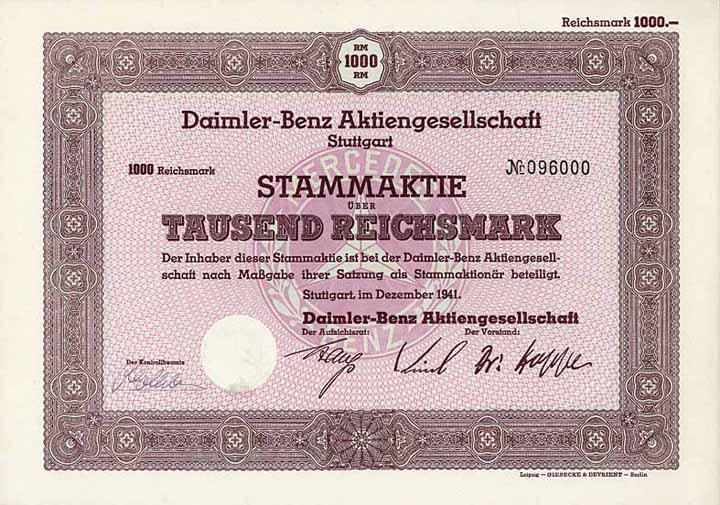 Reichsmark 1000.—
RM
1000
RM
Daimler-Benz Aktiengesellschaft
Stuttgart
1000 Reichsmark
№ 096000
MERCEDES
STAMMAKTIE
ÜBER
TAUSEND REICHSMARK
Der Inhaber dieser Stammaktie ist bei der Daimler-Benz Aktiengesell-
schaft nach Maßgabe ihrer Satzung als Stammaktionär beteiligt.
Stuttgart, im Dezember 1941.
Daimler-Benz Aktiengesellschaft
Der Aufsichtsrat: Der Vorstand:
BENZ
Der Kontrollbeamte
Leipzig — GIESECKE & DEVRIENT — Berlin